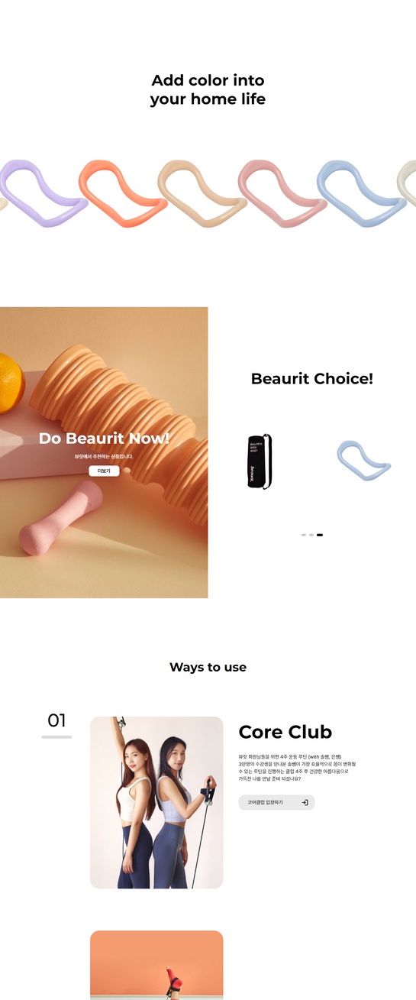 Add color into
your home life
Do Beaurit Now!
뷰릿에서 추천하는 상품입니다.
더보기
Beaurit Choice!
BEAUTIFUL
BODY
RESET
beaurit.
Ways to use
01
Core Club
뷰릿 회원님들을 위한 4주 운동 루틴 (with 솔쌤, 은쌤)
3만명의 수강생을 만나본 솔쌤이 가장 효율적으로 몸이 변화될
수 있는 루틴을 진행하는 클럽 4주 후 건강한 아름다움으로
가득찬 나를 만날 준비 되셨나요?
코어클럽 입장하기